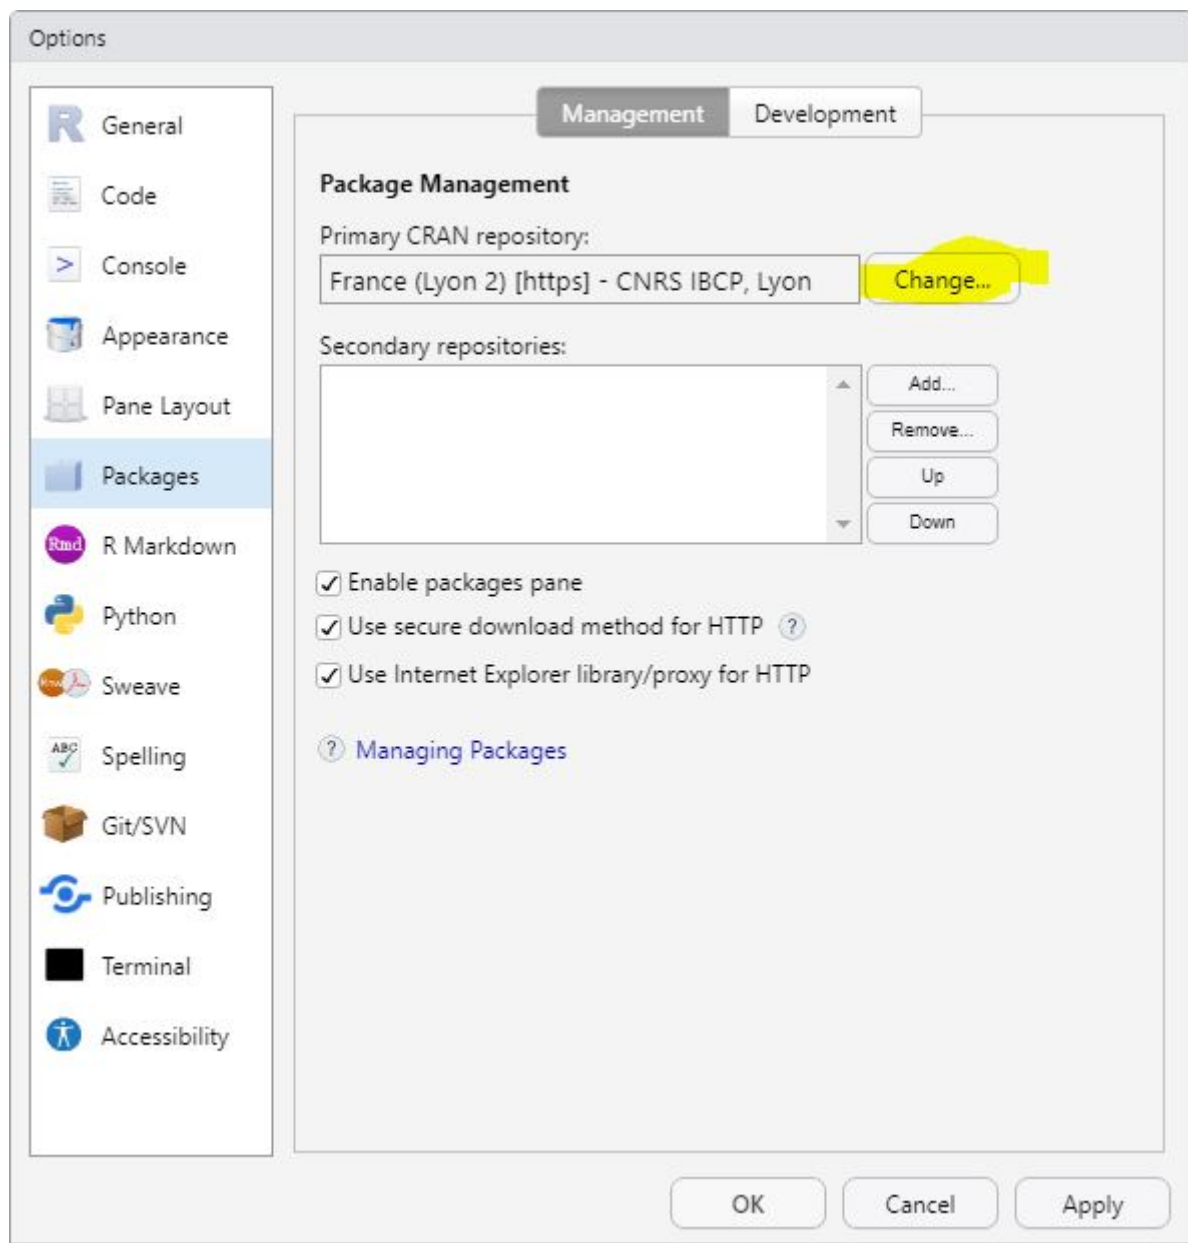 Options
General
Code
Console
Appearance
Pane Layout
Packages
Rmd
R Markdown
Python
Sweave
ABC
Spelling
Git/SVN
Publishing
Terminal
Accessibility
Management
Development
Package Management
Primary CRAN repository:
France (Lyon 2) [https] - CNRS IBCP, Lyon
Change...
Secondary repositories:
Add...
Remove...
Up
Down
Enable packages pane
Use secure download method for HTTP ?
Use Internet Explorer library/proxy for HTTP
? Managing Packages
OK
Cancel
Apply